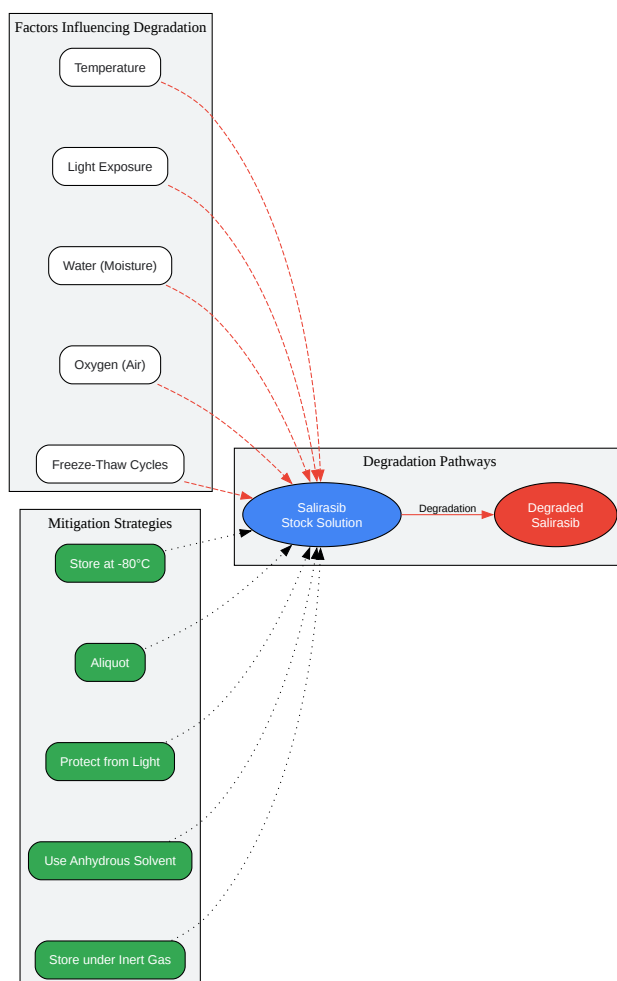 Factors Influencing Degradation
Temperature
Light Exposure
Water (Moisture)
Oxygen (Air)
Freeze-Thaw Cycles
Degradation Pathways
Salirasib
Stock Solution
Degradation
Degraded
Salirasib
Mitigation Strategies
Store at -80°C
Aliquot
Protect from Light
Use Anhydrous Solvent
Store under Inert Gas